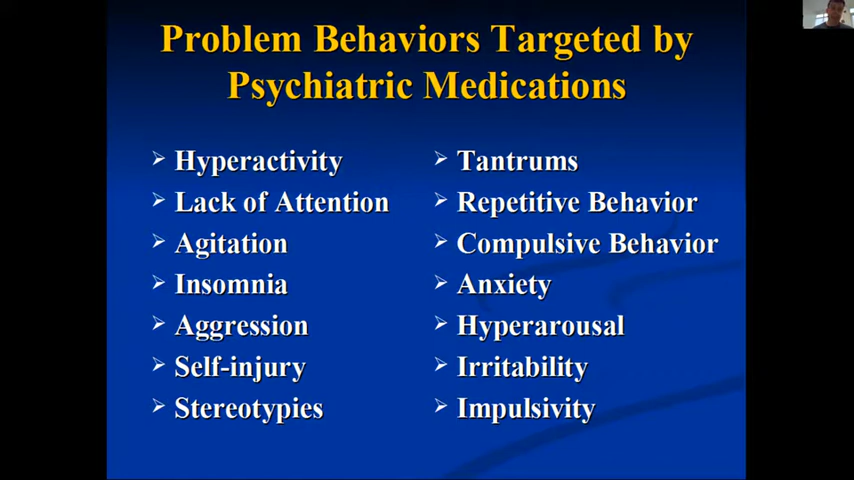 Problem Behaviors Targeted by
Psychiatric Medications
Hyperactivity
Lack of Attention
Agitation
Insomnia
Aggression
Self-injury
Stereotypies
Tantrums
Repetitive Behavior
Compulsive Behavior
Anxiety
Hyperarousal
Irritability
Impulsivity